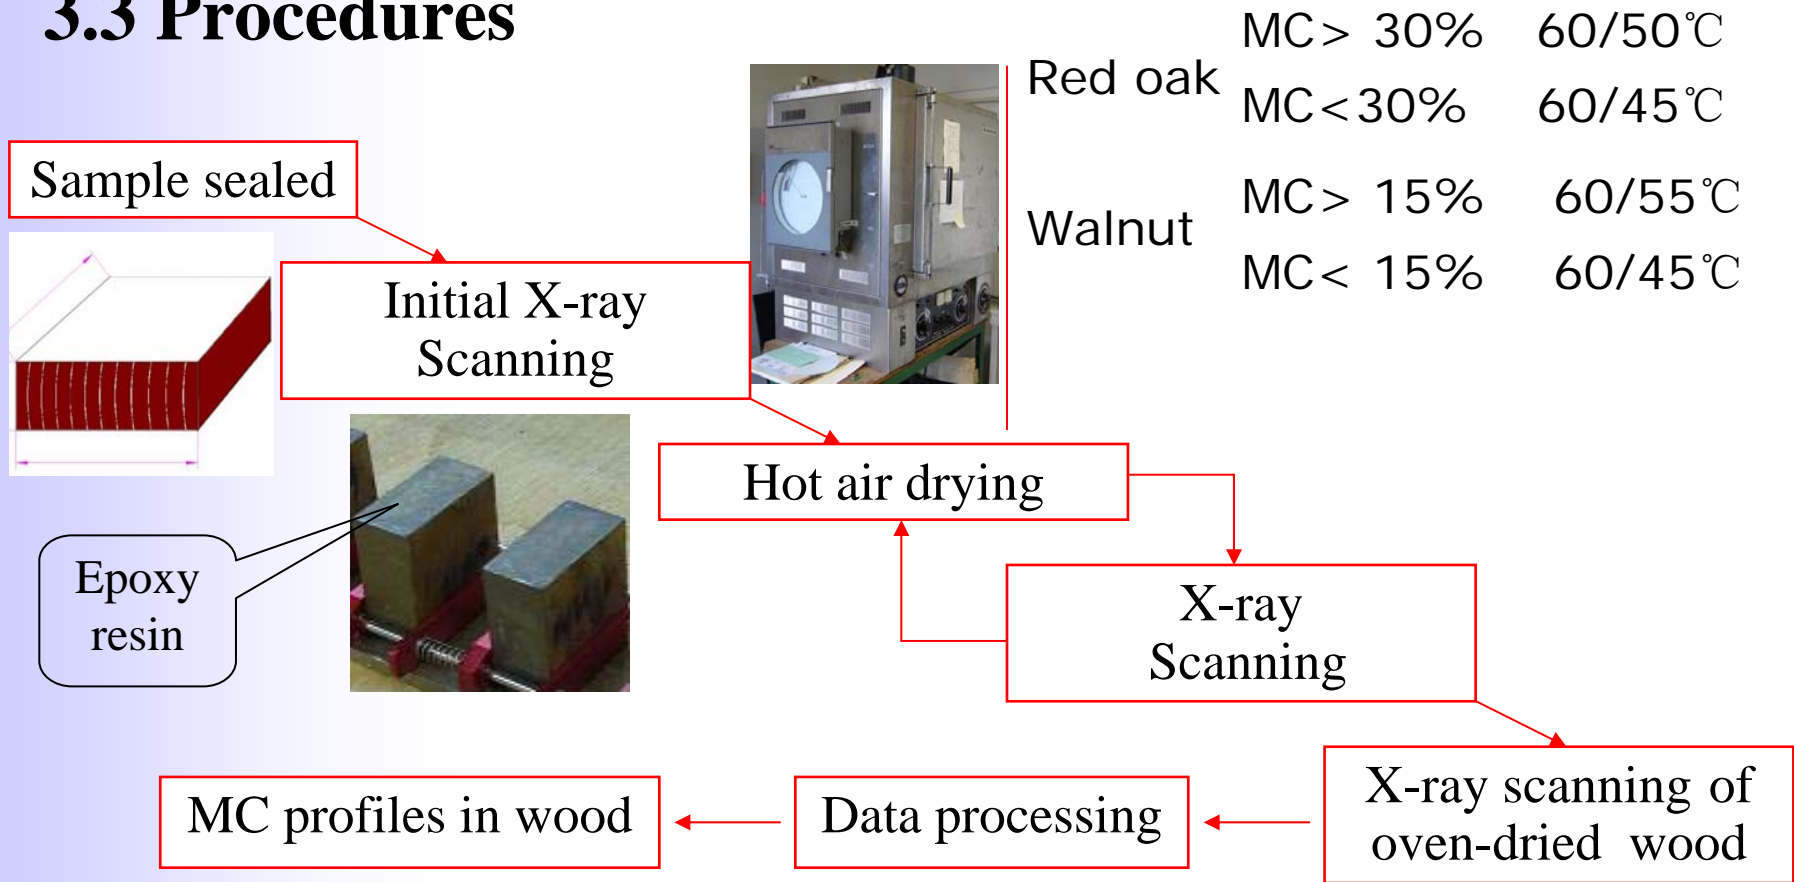 3.3 Procedures
Red oak
MC> 30% 60/50℃
MC<30% 60/45℃
Walnut
MC> 15% 60/55℃
MC< 15% 60/45℃
Sample sealed
Initial X-ray
Scanning
Hot air drying
Epoxy
resin
X-ray
Scanning
X-ray scanning of
oven-dried wood
Data processing
MC profiles in wood